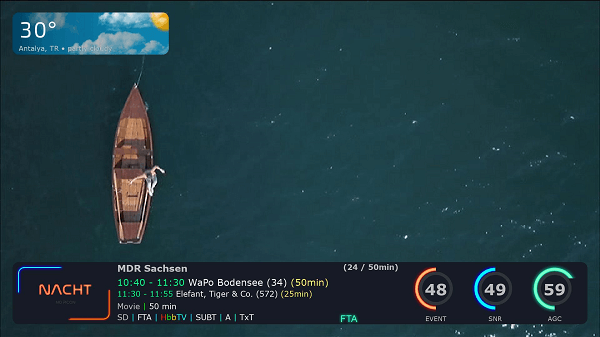 30°
Antalya, TR • partly cloudy
MDR Sachsen
(24 / 50min)
10:40 - 11:30 WaPo Bodensee (34) (50min)
11:30 - 11:55 Elefant, Tiger & Co. (572) (25min)
Movie | 50 min
SD | FTA | HbbTV | SUBT | A | TxT
FTA
NACHT
48
EVENT
49
SNR
59
AGC